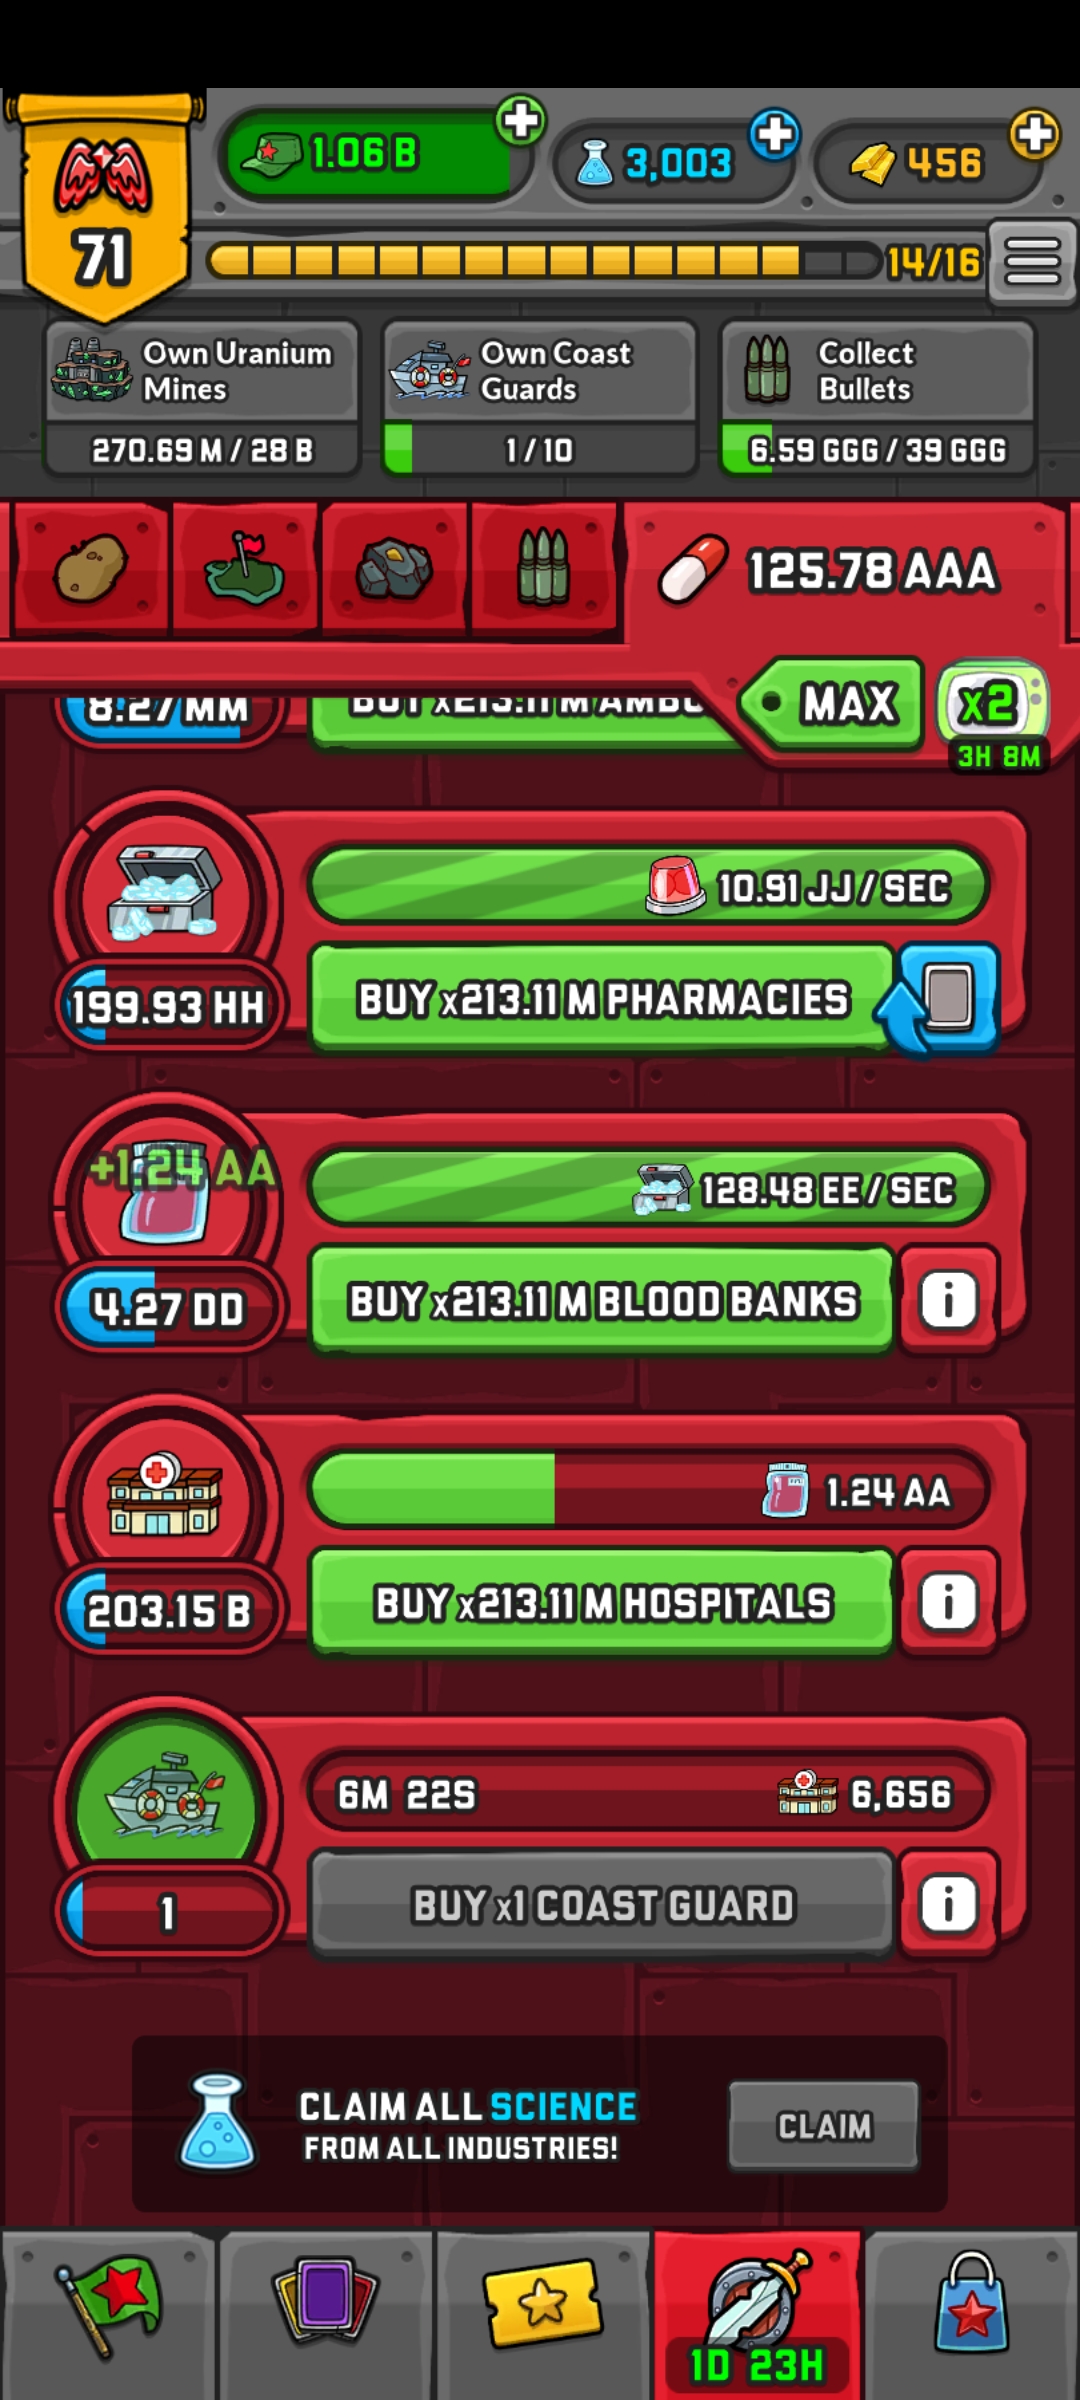 1.06 B
3,003
456
71
14/16
Own Uranium
Mines
270.69 M / 28 B
Own Coast
Guards
1 / 10
Collect
Bullets
6.59 GGG / 39 GGG
125.78 AAA
MAX
x2
3H 8M
8.27 MM
BUY x213.11 M AMBU
10.91 JJ / SEC
199.93 HH
BUY x213.11 M PHARMACIES
+1.24 AA
128.48 EE / SEC
4.27 DD
BUY x213.11 M BLOOD BANKS
1.24 AA
203.15 B
BUY x213.11 M HOSPITALS
6M 22S
6,656
1
BUY x1 COAST GUARD
CLAIM ALL SCIENCE
FROM ALL INDUSTRIES!
CLAIM
1D 23H